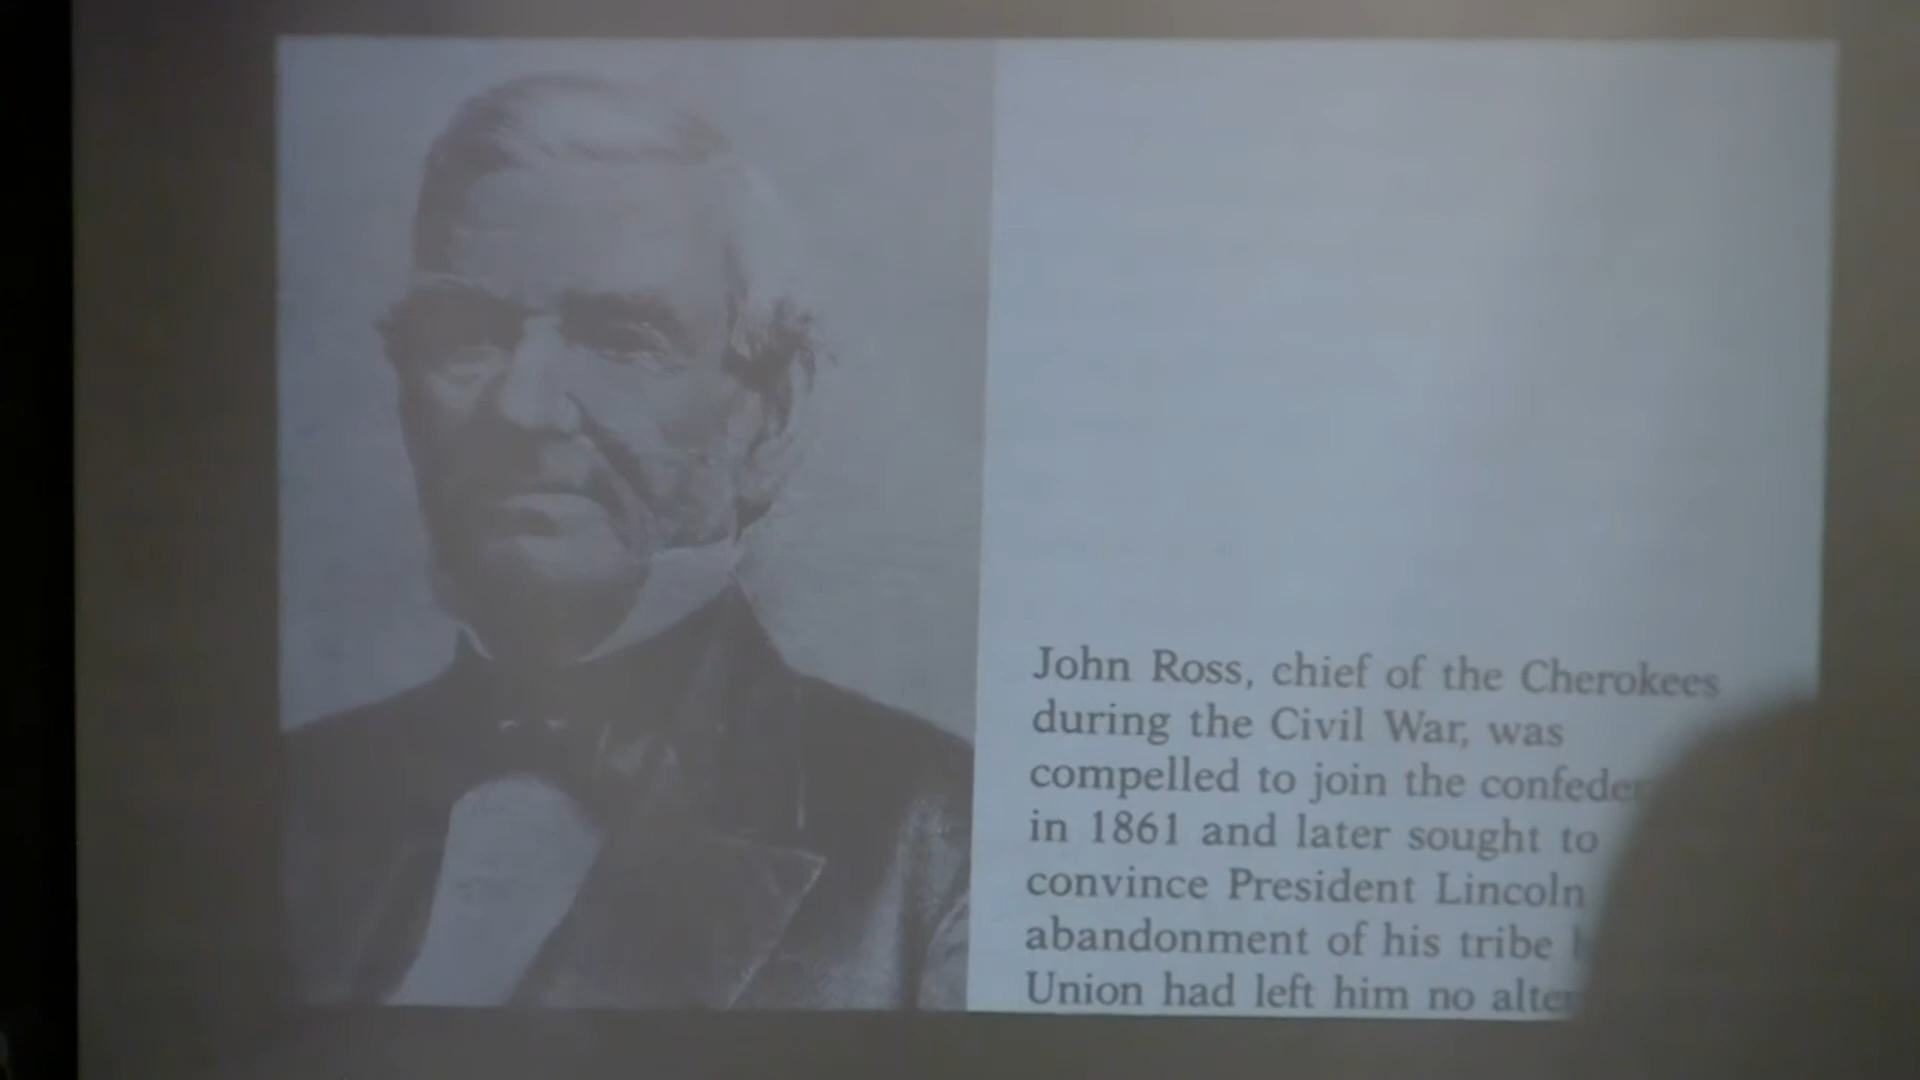 John Ross, chief of the Cherokees
during the Civil War, was
compelled to join the
in 1861 and later sought to
convince President Lincoln
abandonment of his tribe
Union had left him no